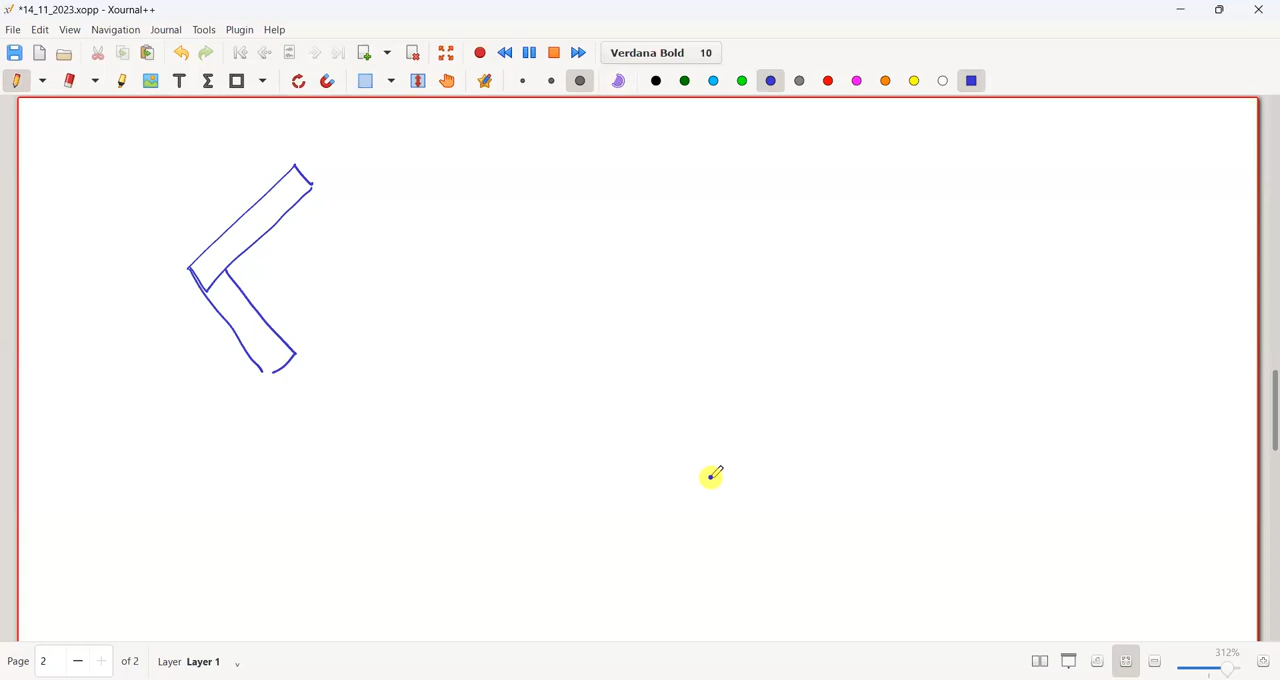 *14_11_2023.xopp - Xournal++
File Edit View Navigation Journal Tools Plugin Help
Verdana Bold 10
Page 2 of 2 Layer Layer 1
312%